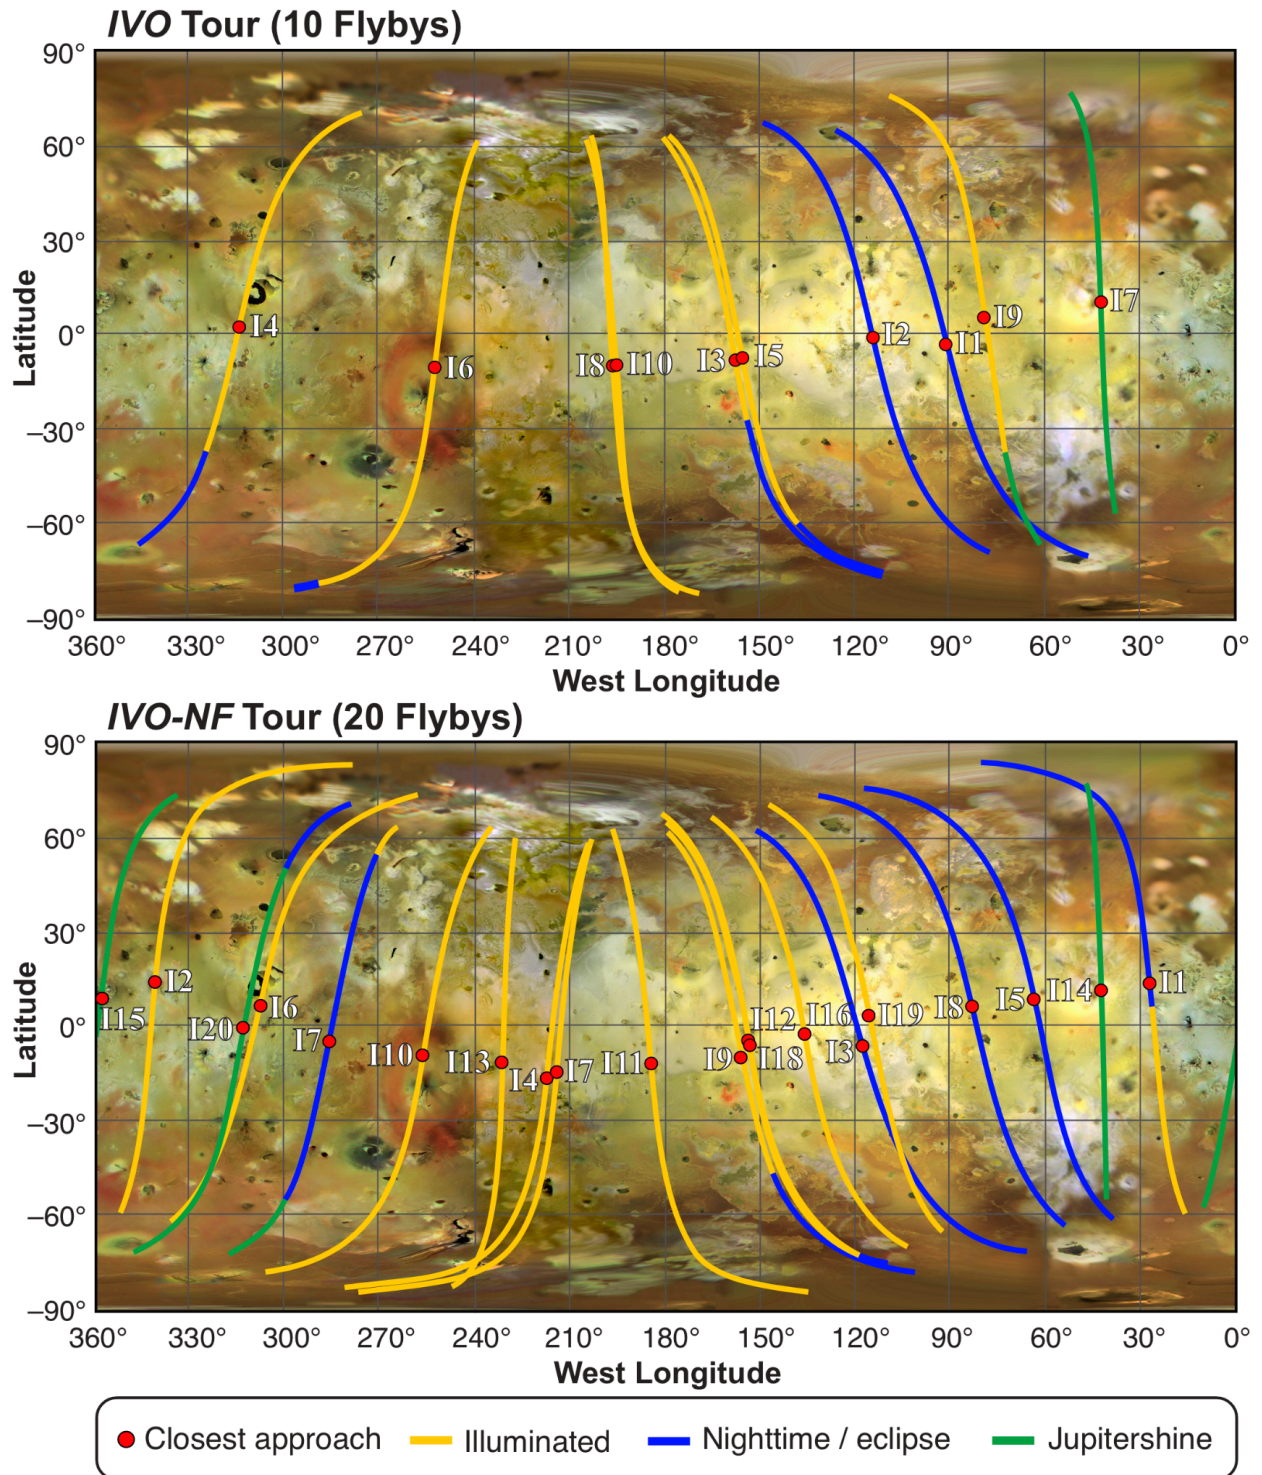 IVO Tour (10 Flybys)
90°
60°
30°
0°
–30°
–60°
–90°
Latitude
I4
I6
I8 I10
I3 I5
I2
I1
I9
I7
360° 330° 300° 270° 240° 210° 180° 150° 120° 90° 60° 30° 0°
West Longitude
IVO-NF Tour (20 Flybys)
90°
60°
30°
0°
–30°
–60°
–90°
Latitude
I15
I2
I20
I6
I7
I10
I13
I4
I7
I11
I9
I12
I18
I16
I3
I19
I8
I5
I14
I1
360° 330° 300° 270° 240° 210° 180° 150° 120° 90° 60° 30° 0°
West Longitude
Closest approach Illuminated Nighttime / eclipse Jupitershine